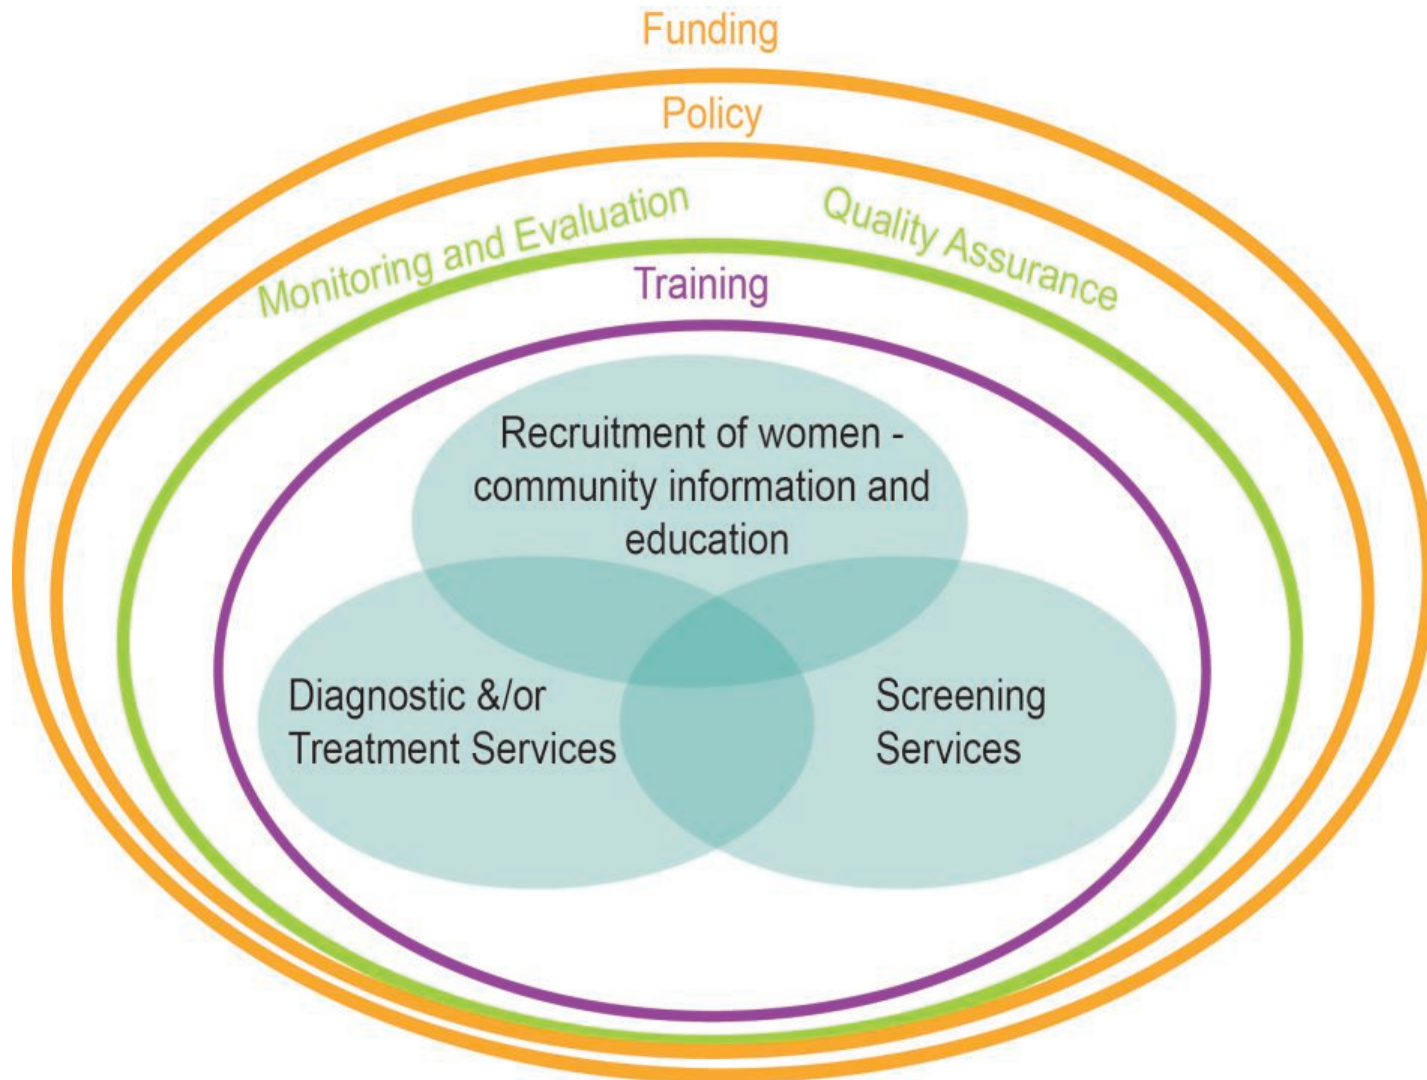 Funding
Policy
Monitoring and Evaluation
Quality Assurance
Training
Recruitment of women -
community information and
education
Diagnostic &/or
Treatment Services
Screening
Services